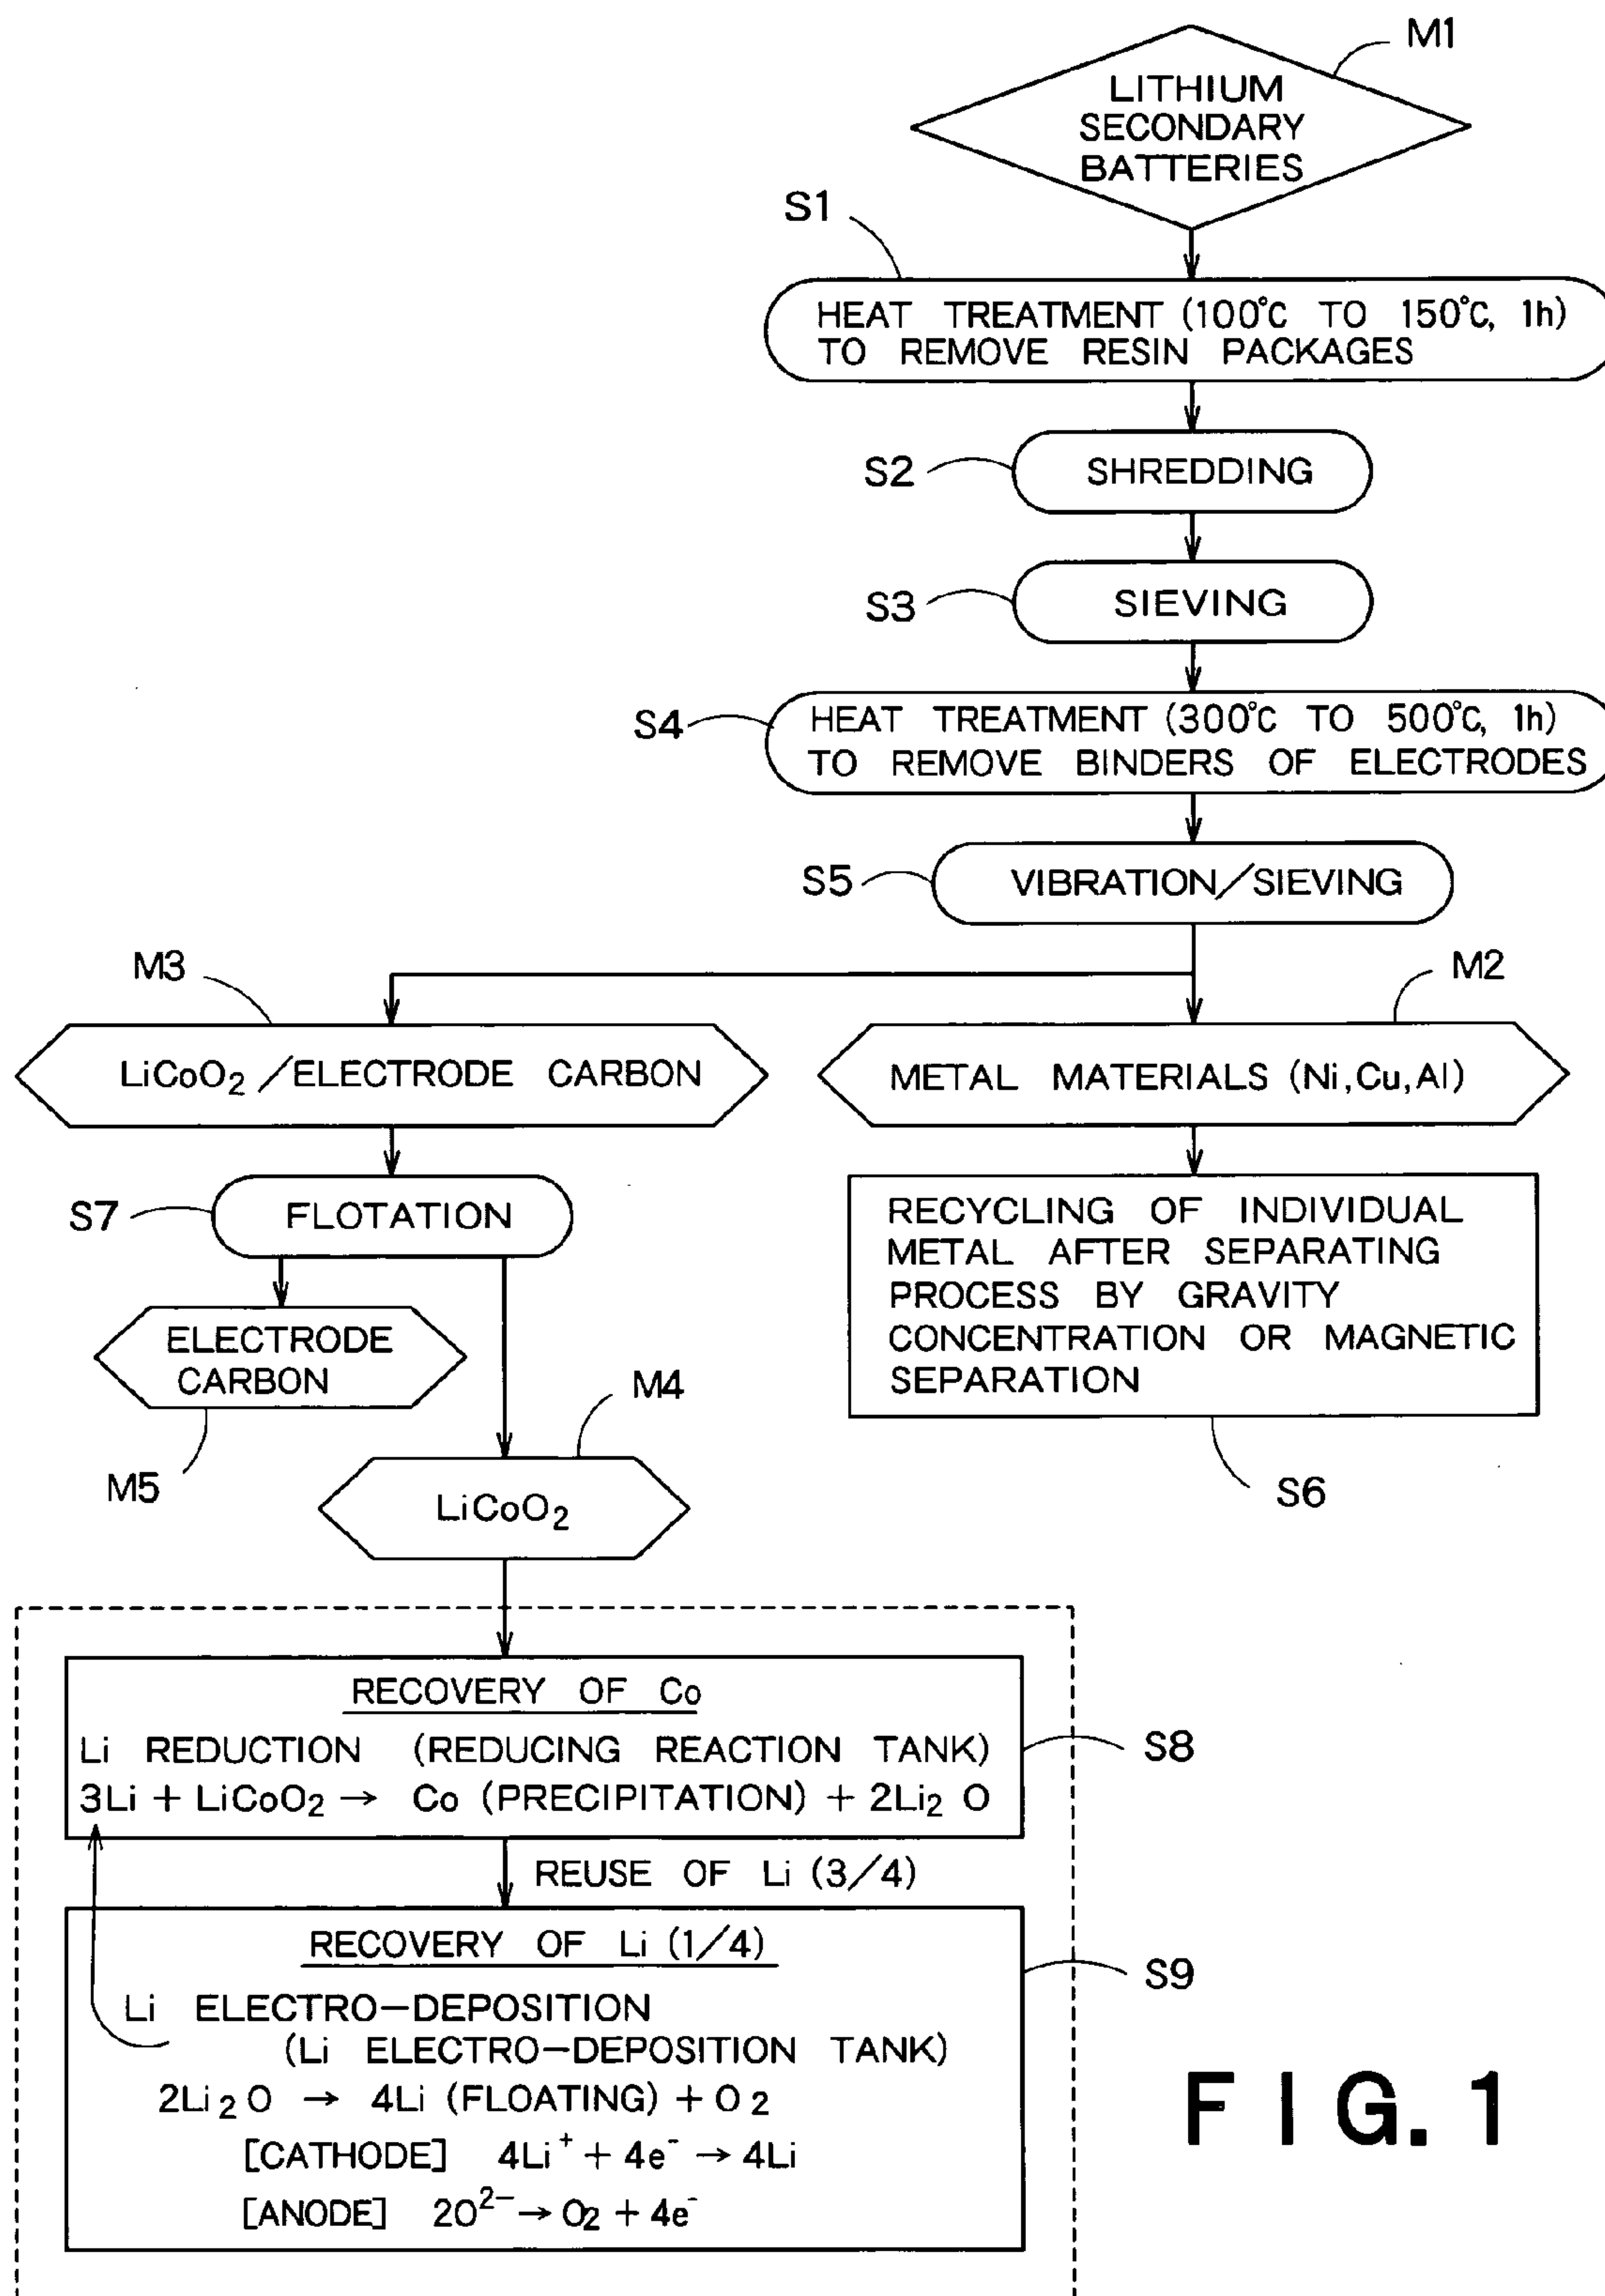 M1
LITHIUM
SECONDARY
BATTERIES
S1
HEAT TREATMENT (100°C TO 150°C, 1h)
TO REMOVE RESIN PACKAGES
S2
SHREDDING
S3
SIEVING
S4
HEAT TREATMENT (300°C TO 500°C, 1h)
TO REMOVE BINDERS OF ELECTRODES
S5
VIBRATION/SIEVING
M3
M2
LiCoO₂/ELECTRODE CARBON
METAL MATERIALS (Ni,Cu,Al)
S7
FLOTATION
RECYCLING OF INDIVIDUAL
METAL AFTER SEPARATING
PROCESS BY GRAVITY
CONCENTRATION OR MAGNETIC
SEPARATION
S6
ELECTRODE
CARBON
M5
M4
LiCoO₂
RECOVERY OF Co
Li REDUCTION (REDUCING REACTION TANK)
3Li + LiCoO₂ → Co (PRECIPITATION) + 2Li₂ O
S8
REUSE OF Li (3/4)
RECOVERY OF Li (1/4)
S9
Li ELECTRO-DEPOSITION
(Li ELECTRO-DEPOSITION TANK)
2Li₂O → 4Li (FLOATING) + O₂
[CATHODE] 4Li⁺ + 4e⁻ → 4Li
[ANODE] 2O²⁻ → O₂ + 4e⁻
FIG. 1